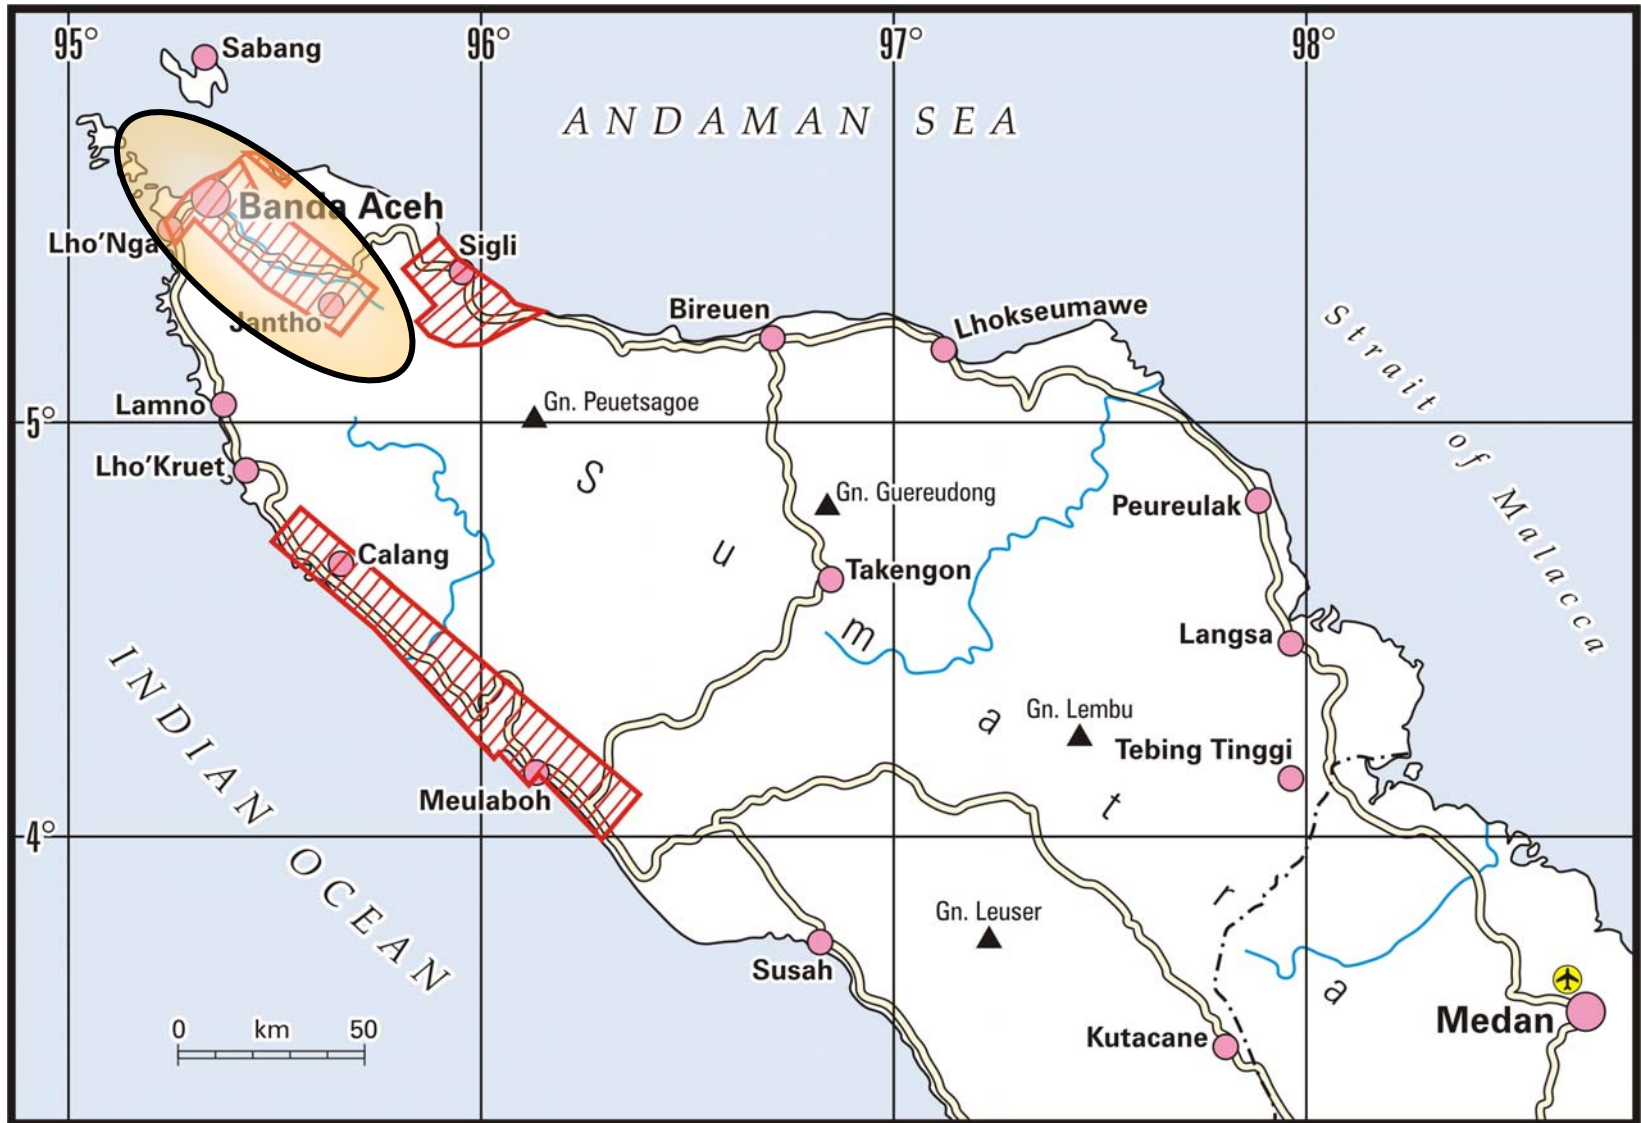 95°
96°
97°
98°
Sabang
ANDAMAN SEA
Banda Aceh
Lho'Nga
Sigli
Jantho
Bireuen
Lhokseumawe
Strait of Malacca
Lamno
5°
Gn. Peuetsagoe
Lho'Kruet
Gn. Guereudong
Peureulak
Calang
Takengon
Langsa
Sumatra
INDIAN OCEAN
Gn. Lembu
Tebing Tinggi
Meulaboh
4°
Gn. Leuser
Susah
Medan
Kutacane
0 km 50